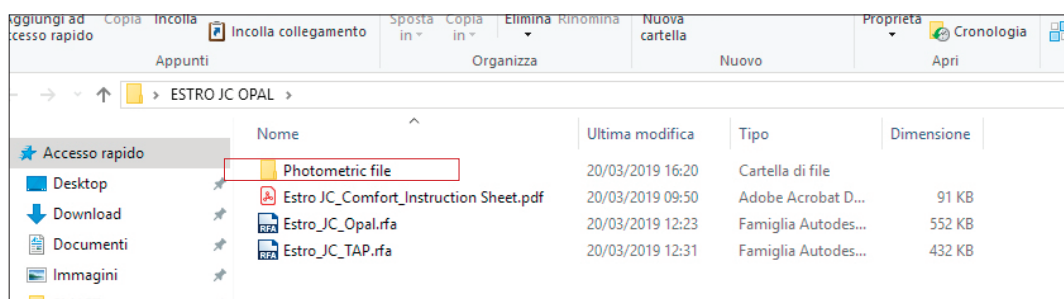 Aggiungi ad Copia Incolla Sposta Copia Elimina Rinomina Nuova Proprietà
accesso rapido Incolla collegamento in in cartella Cronologia
Appunti Organizza Nuovo Apri
ESTRO JC OPAL
Nome Ultima modifica Tipo Dimensione
Accesso rapido
Photometric file 20/03/2019 16:20 Cartella di file
Desktop
Estro JC_Comfort_Instruction Sheet.pdf 20/03/2019 09:50 Adobe Acrobat D... 91 KB
Download
RFA Estro_JC_Opal.rfa 20/03/2019 12:23 Famiglia Autodes... 552 KB
Documenti
RFA Estro_JC_TAP.rfa 20/03/2019 12:31 Famiglia Autodes... 432 KB
Immagini